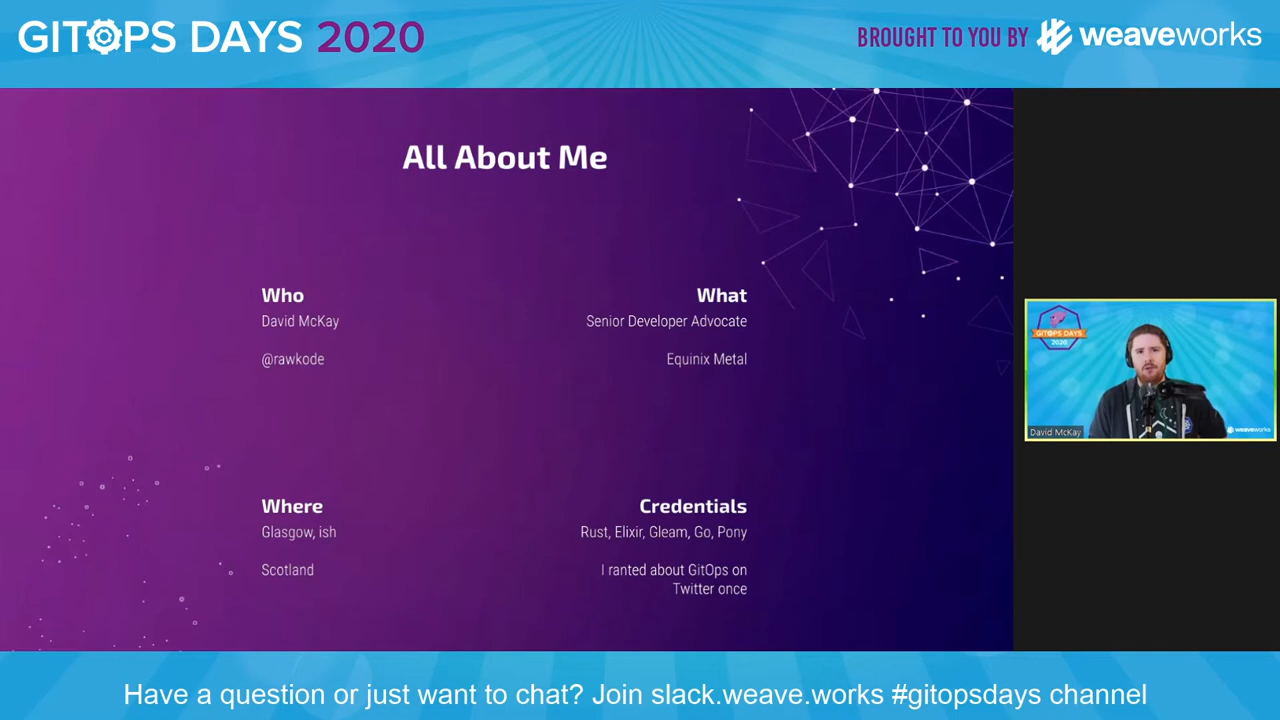 GITOPS DAYS 2020
BROUGHT TO YOU BY weaveworks
All About Me
Who
David McKay
@rawkode
What
Senior Developer Advocate
Equinix Metal
Where
Glasgow, ish
Scotland
Credentials
Rust, Elixir, Gleam, Go, Pony
I ranted about GitOps on
Twitter once
GITOPS DAYS
2020
David McKay
weaveworks
Have a question or just want to chat? Join slack.weave.works #gitopsdays channel